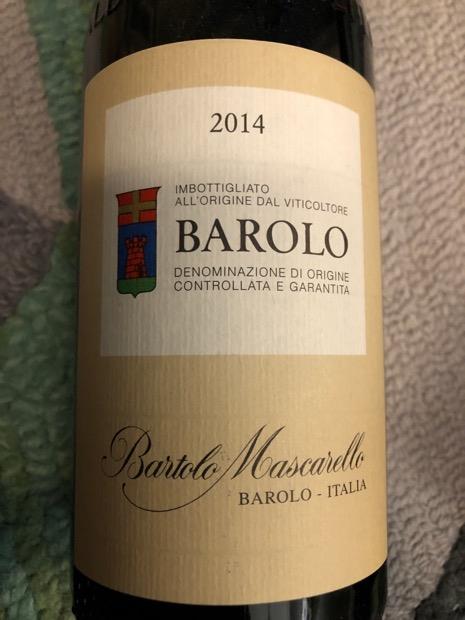 2014
IMBOTTIGLIATO
ALL'ORIGINE DAL VITICOLTORE
BAROLO
DENOMINAZIONE DI ORIGINE
CONTROLLATA E GARANTITA
Bartolo Mascarello
BAROLO - ITALIA